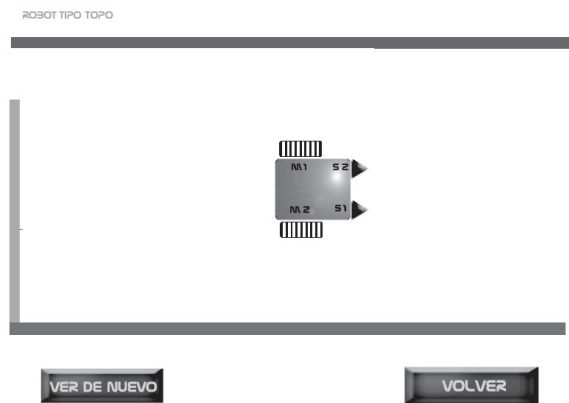 ROBOT TIPO TOPO
M1 S2
M2 S1
VER DE NUEVO VOLVER